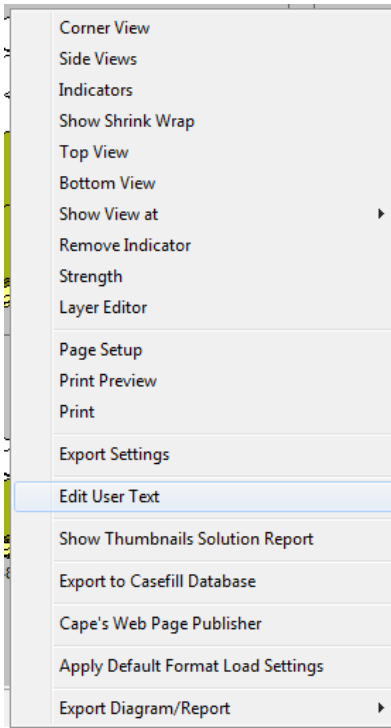 Corner View
Side Views
Indicators
Show Shrink Wrap
Top View
Bottom View
Show View at
Remove Indicator
Strength
Layer Editor
Page Setup
Print Preview
Print
Export Settings
Edit User Text
Show Thumbnails Solution Report
Export to Casefill Database
Cape's Web Page Publisher
Apply Default Format Load Settings
Export Diagram/Report